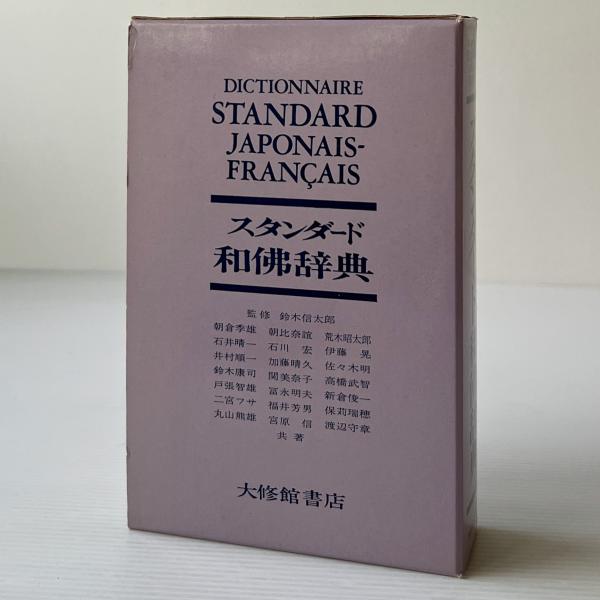 DICTIONNAIRE
STANDARD
JAPONAIS-
FRANÇAIS
スタンダード
和佛辞典
監修 鈴木信太郎
朝倉季雄 朝比奈誼 荒木昭太郎
石井晴一 石川 宏 伊藤 晃
井村順一 加藤晴久 佐々木明
鈴木康司 関美奈子 高橋武智
戸張智雄 冨永明夫 新倉俊一
二宮フサ 福井芳男 保苅瑞穂
丸山熊雄 宮原 信 渡辺守章
共著
大修館書店